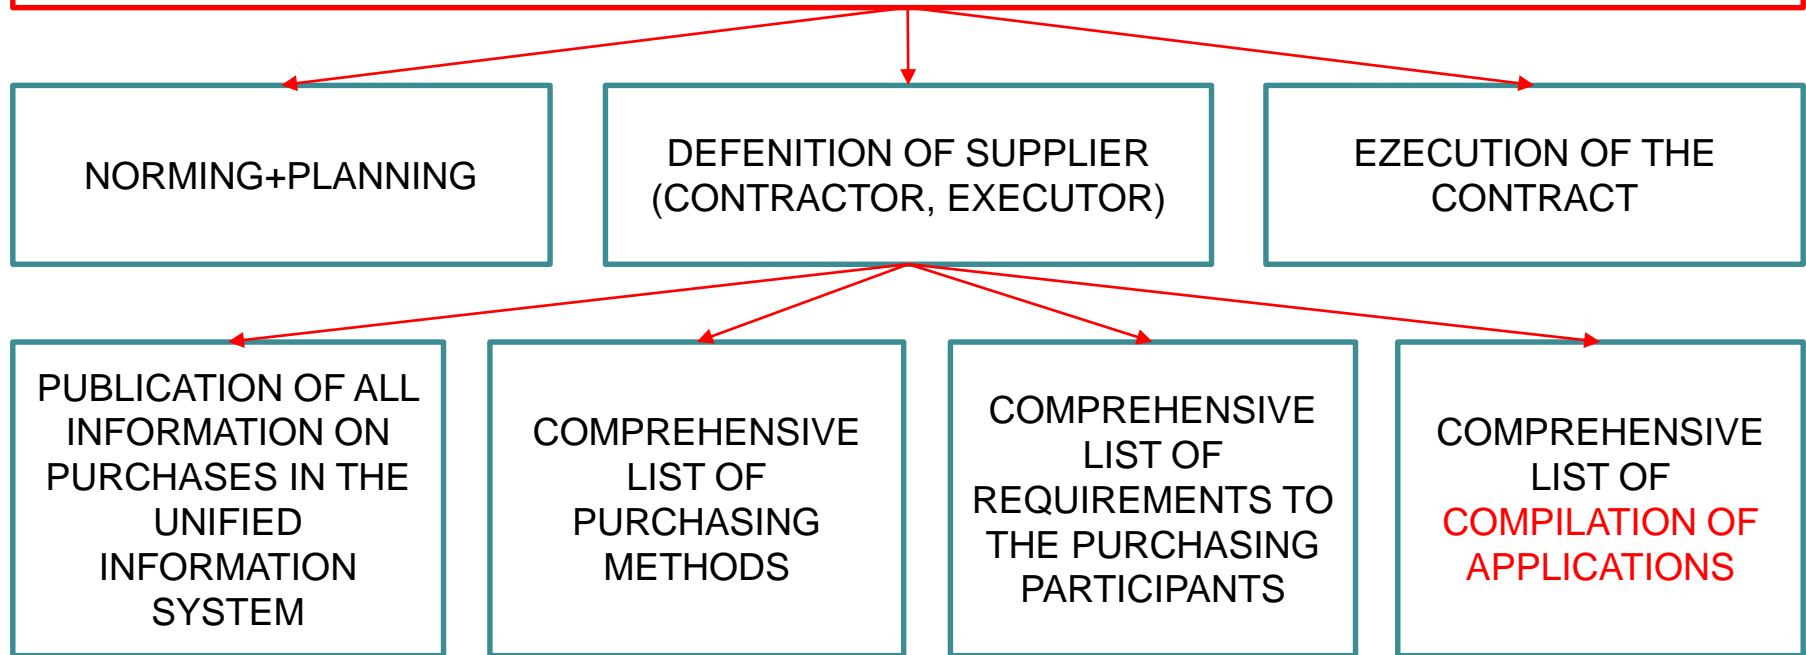 NORMING+PLANNING
DEFENITION OF SUPPLIER
(CONTRACTOR, EXECUTOR)
EZECUTION OF THE
CONTRACT
PUBLICATION OF ALL
INFORMATION ON
PURCHASES IN THE
UNIFIED
INFORMATION
SYSTEM
COMPREHENSIVE
LIST OF
PURCHASING
METHODS
COMPREHENSIVE
LIST OF
REQUIREMENTS TO
THE PURCHASING
PARTICIPANTS
COMPREHENSIVE
LIST OF
COMPILATION OF
APPLICATIONS